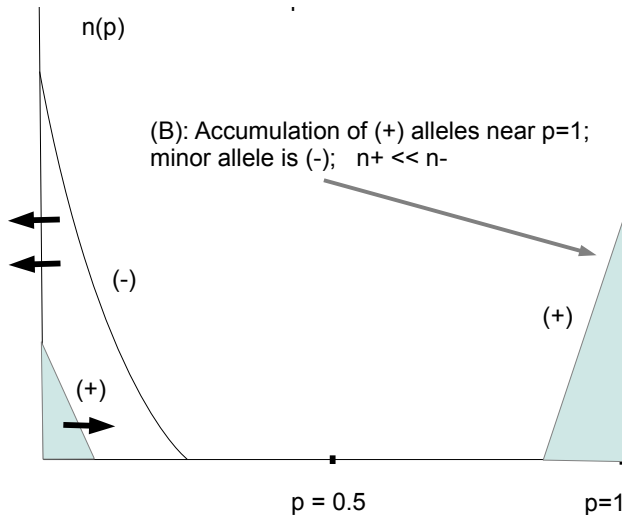 n(p)
(B): Accumulation of (+) alleles near p=1;
minor allele is (-); n+ << n-
(-)
(+)
(+)
p = 0.5
p=1